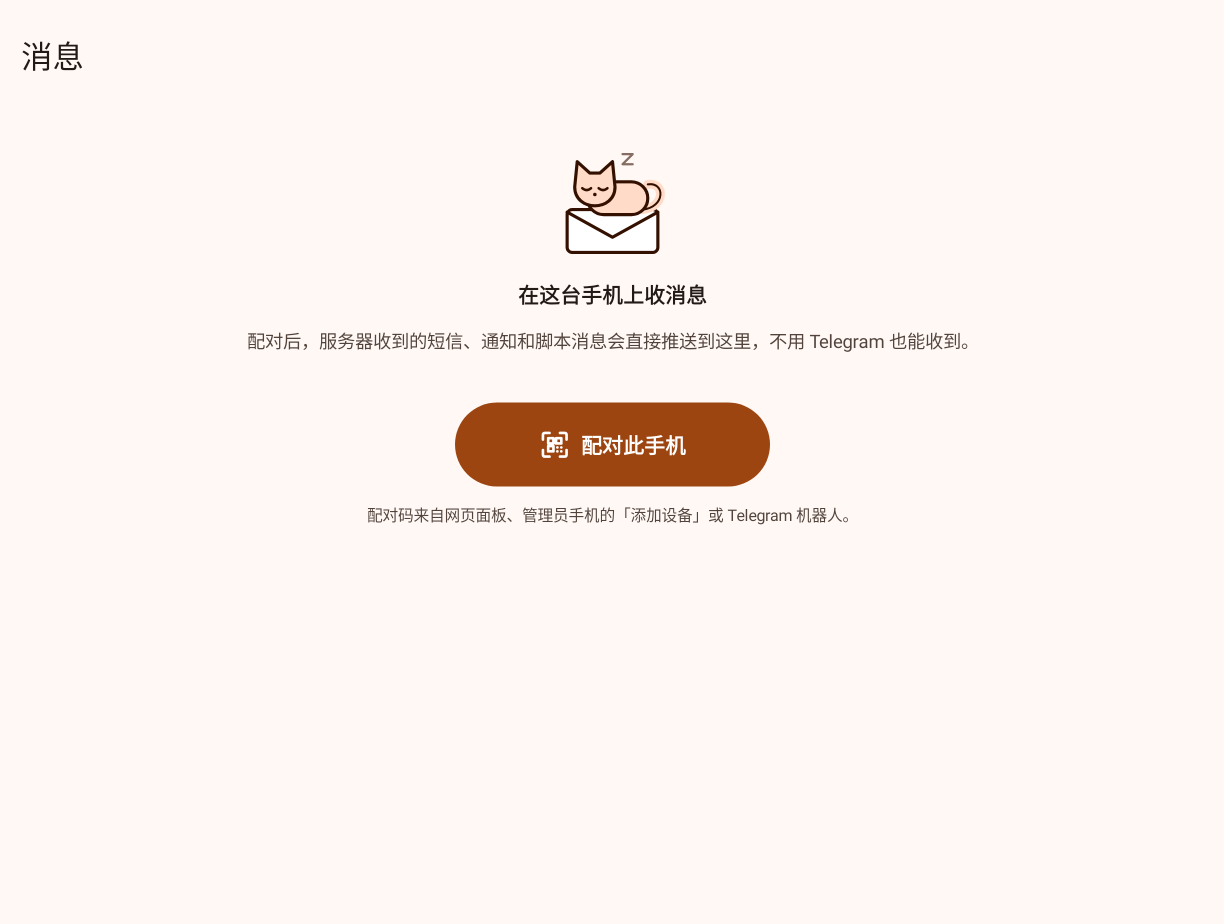 消息
z
在这台手机上收消息
配对后，服务器收到的短信、通知和脚本消息会直接推送到这里，不用 Telegram 也能收到。
配对此手机
配对码来自网页面板、管理员手机的「添加设备」或 Telegram 机器人。